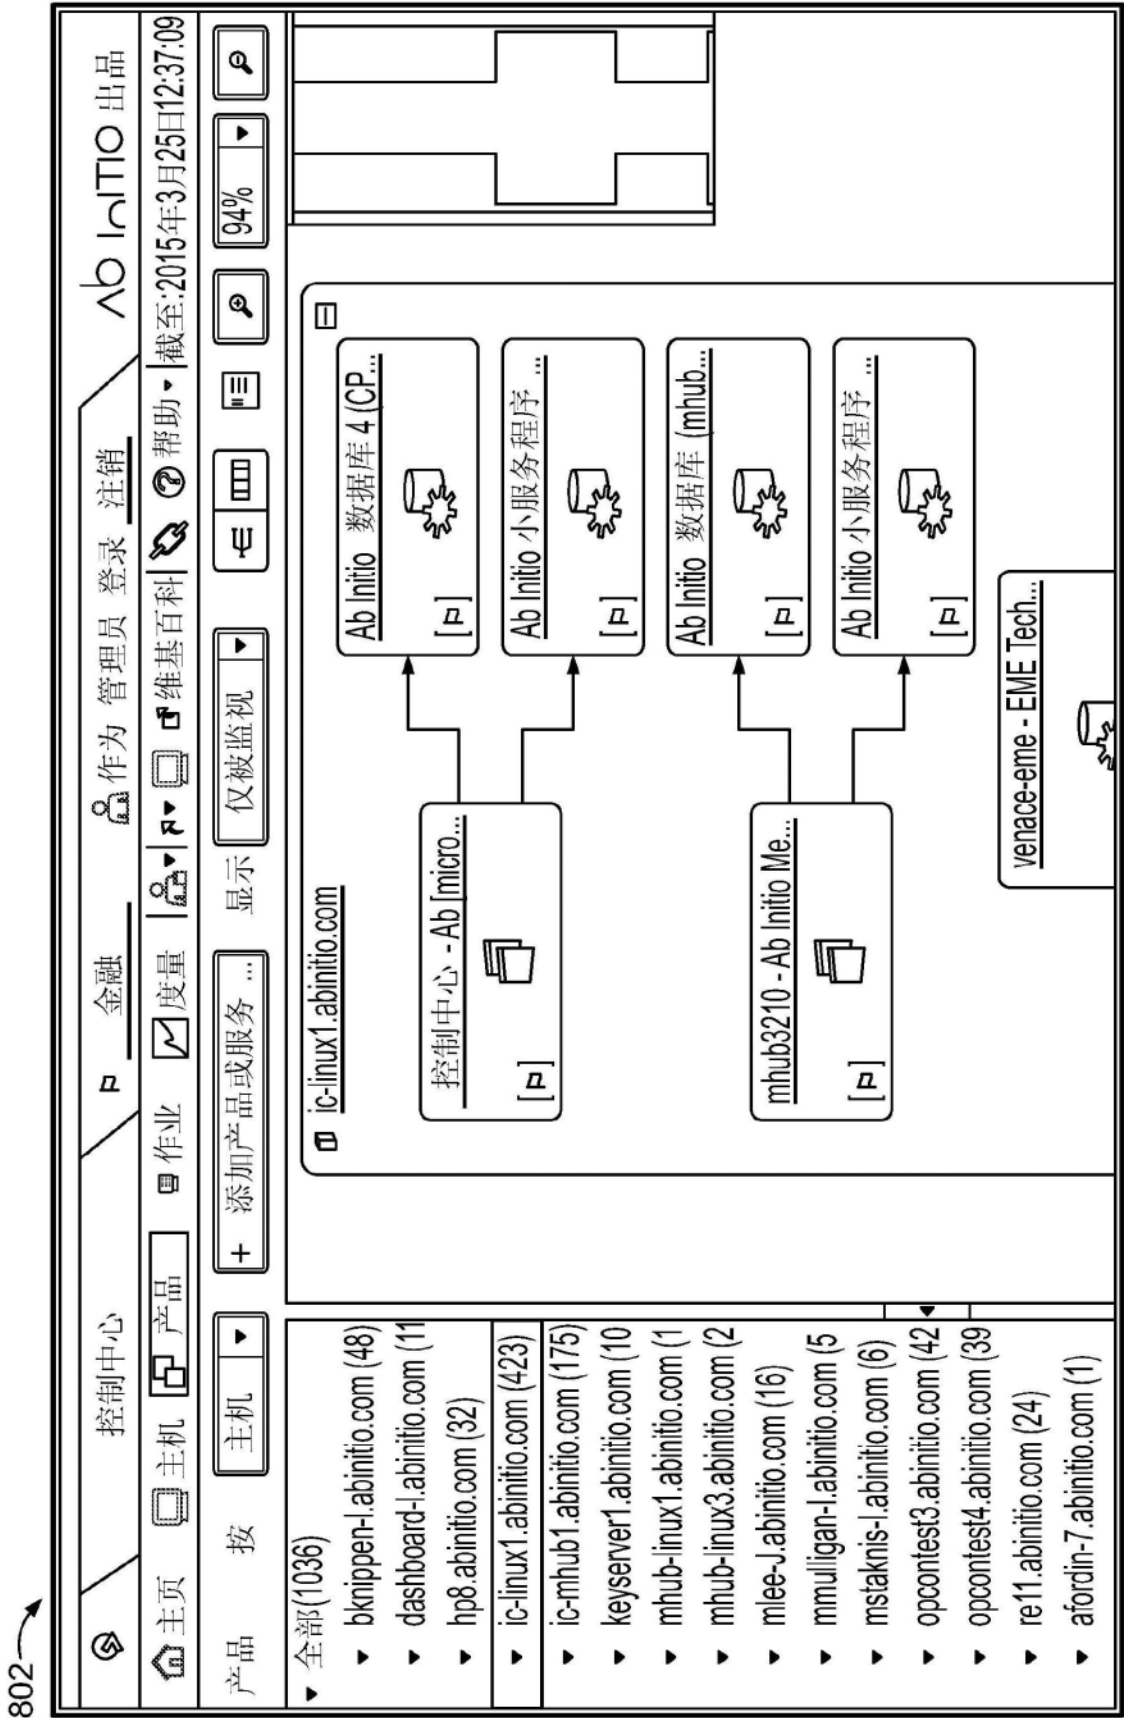 802
控制中心
金融
作为 管理员 登录 注销
Ab InITIO 出品
主页
主机
产品
作业
度量
维基百科
帮助
截至:2015年3月25日12:37:09
产品 按
主机
+ 添加产品或服务 ...
显示
仅被监视
94%
全部(1036)
bknippen-l.abinitio.com (48)
dashboard-l.abinitio.com (11
hp8.abinitio.com (32)
ic-linux1.abinitio.com (423)
ic-mhub1.abinitio.com (175)
keyserver1.abinitio.com (10
mhub-linux1.abinitio.com (1
mhub-linux3.abinitio.com (2
mlee-J.abinitio.com (16)
mmulligan-l.abinitio.com (5
mstaknis-l.abinitio.com (6)
opcontest3.abinitio.com (42
opcontest4.abinitio.com (39
re11.abinitio.com (24)
afordin-7.abinitio.com (1)
ic-linux1.abinitio.com
控制中心 - Ab [micro...
mhub3210 - Ab Initio Me...
Ab Initio 数据库 4 (CP...
Ab Initio 小服务程序 ...
Ab Initio 数据库 (mhub...
Ab Initio 小服务程序 ...
venace-eme - EME Tech...